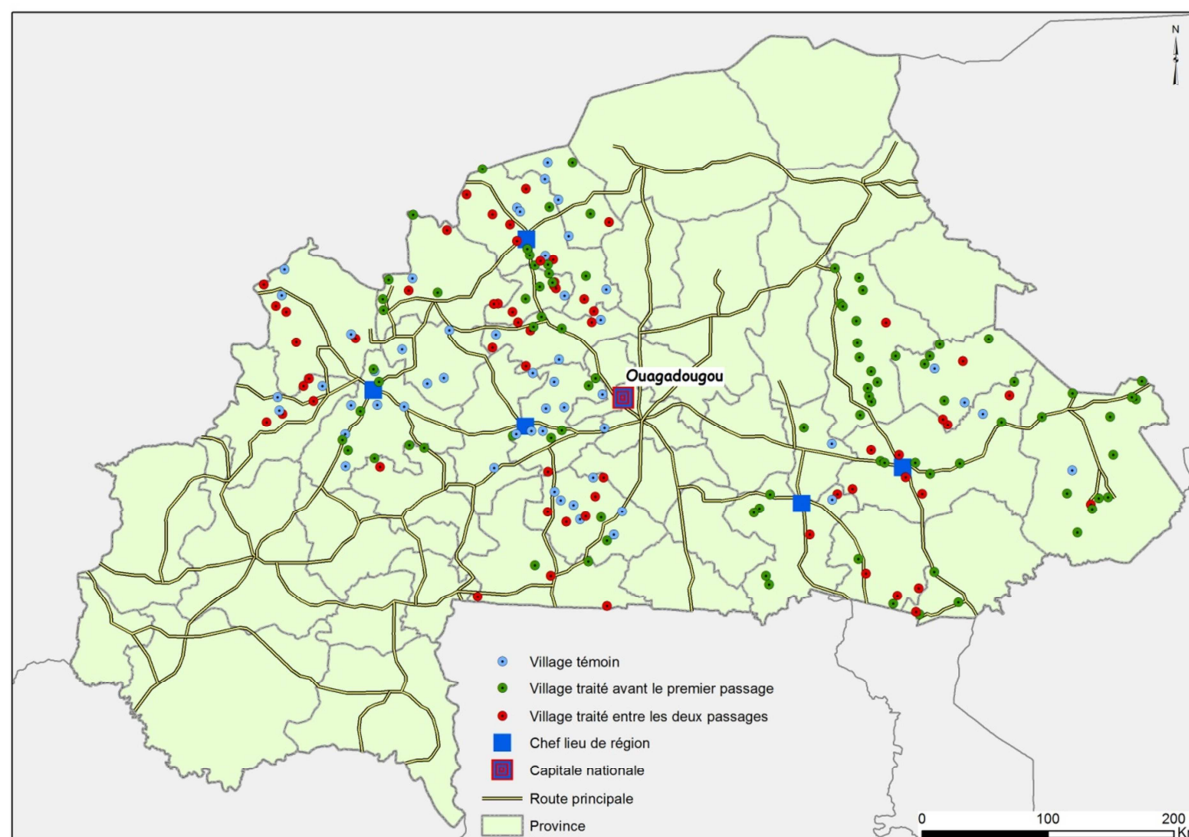 N
Ouagadougou
Village témoin
Village traité avant le premier passage
Village traité entre les deux passages
Chef lieu de région
Capitale nationale
Route principale
Province
0 100 200